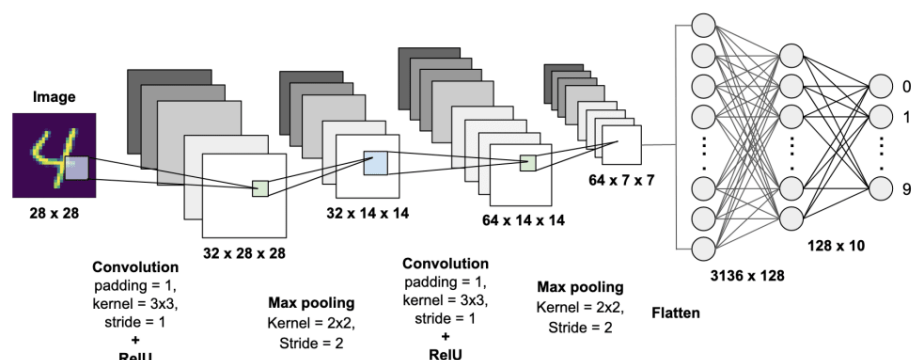 Image
28 x 28
32 x 28 x 28
32 x 14 x 14
64 x 14 x 14
64 x 7 x 7
3136 x 128
128 x 10
0
1
9
Convolution
padding = 1,
kernel = 3x3,
stride = 1
+
RelU
Max pooling
Kernel = 2x2,
Stride = 2
Convolution
padding = 1,
kernel = 3x3,
stride = 1
+
RelU
Max pooling
Kernel = 2x2,
Stride = 2
Flatten